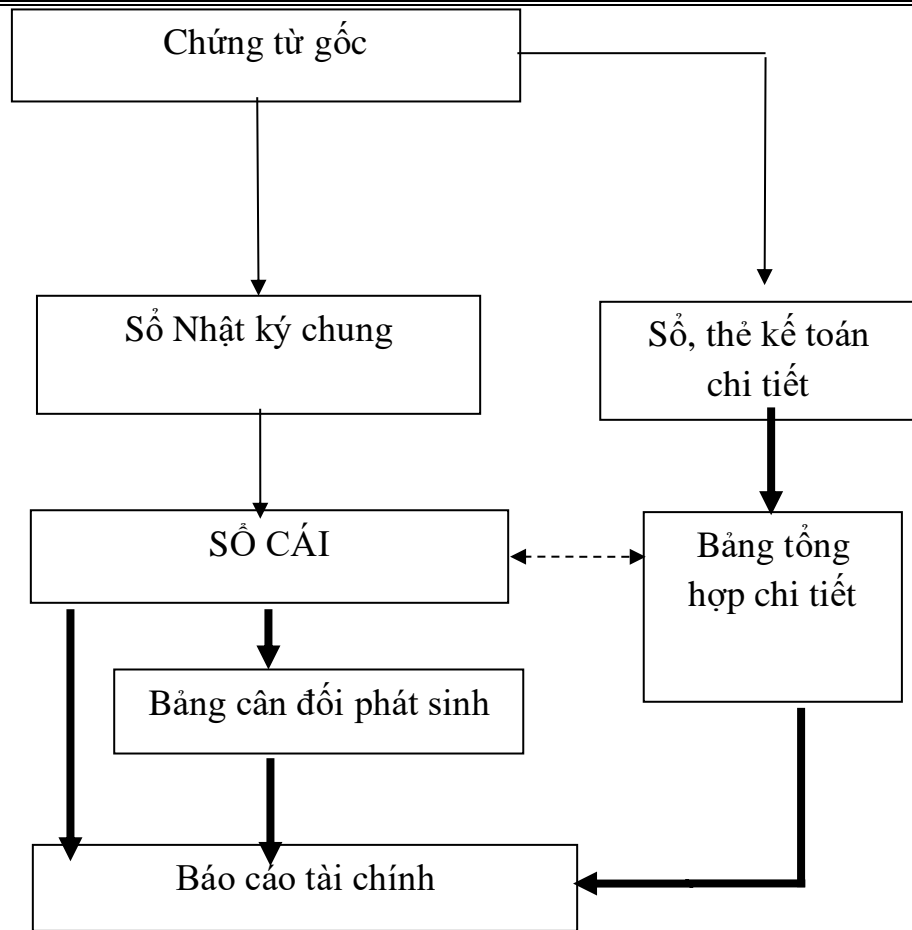 Chứng từ gốc
Sổ Nhật ký chung
Sổ, thẻ kế toán
chi tiết
SỔ CÁI
Bảng tổng
hợp chi tiết
Bảng cân đối phát sinh
Báo cáo tài chính